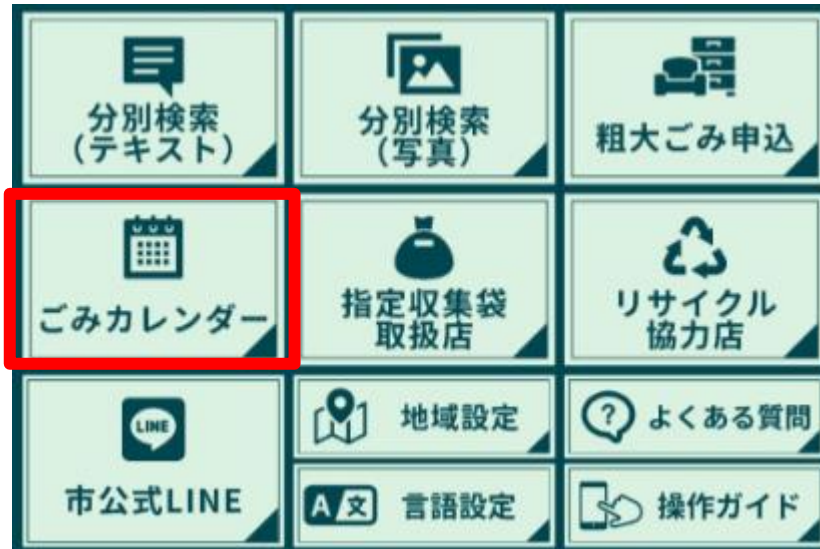 分別検索
(テキスト)
分別検索
(写真)
粗大ごみ申込
ごみカレンダー
指定収集袋
取扱店
リサイクル
協力店
LINE
市公式LINE
地域設定
? よくある質問
A/文 言語設定
操作ガイド